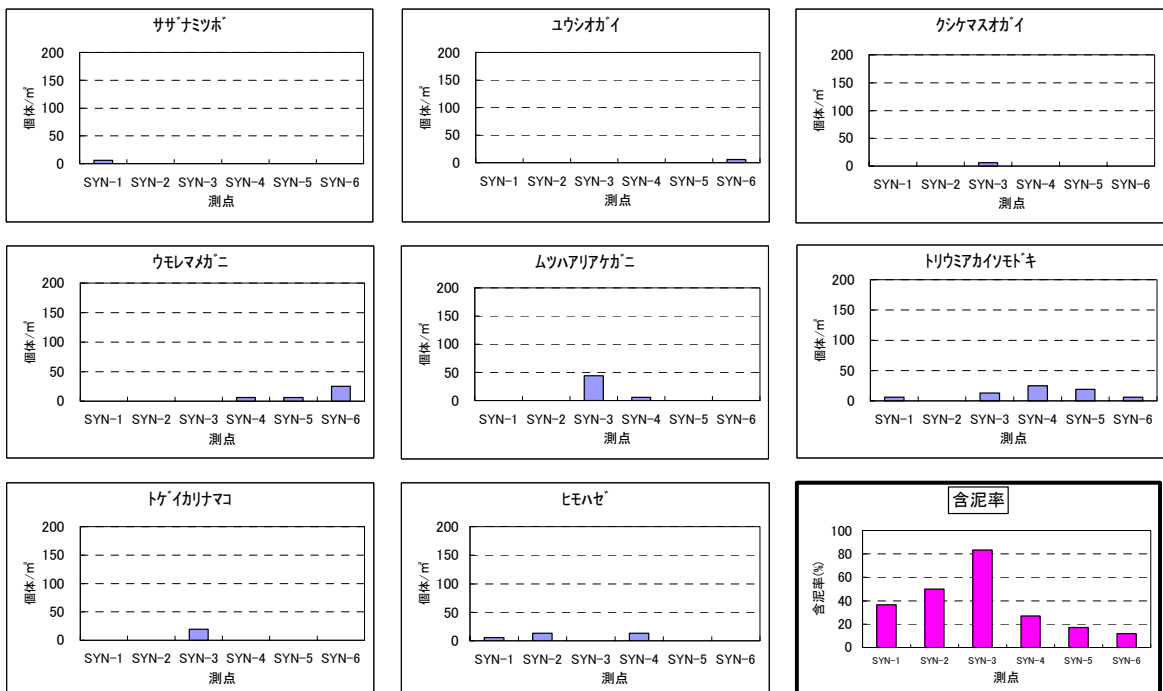 ｻｻﾞﾅﾐﾂﾎﾞ
200
150
100
50
0
個体/㎡
SYN-1 SYN-2 SYN-3 SYN-4 SYN-5 SYN-6
測点
ﾕｳｼｵｶﾞｲ
200
150
100
50
0
個体/㎡
SYN-1 SYN-2 SYN-3 SYN-4 SYN-5 SYN-6
測点
ｸｼｹﾏｽｵｶﾞｲ
200
150
100
50
0
個体/㎡
SYN-1 SYN-2 SYN-3 SYN-4 SYN-5 SYN-6
測点
ｳﾓﾚﾏﾒｶﾞﾆ
200
150
100
50
0
個体/㎡
SYN-1 SYN-2 SYN-3 SYN-4 SYN-5 SYN-6
測点
ﾑﾂﾊｱﾘｱｹｶﾞﾆ
200
150
100
50
0
個体/㎡
SYN-1 SYN-2 SYN-3 SYN-4 SYN-5 SYN-6
測点
ﾄﾘｳﾐｱｶｲｿﾓﾄﾞｷ
200
150
100
50
0
個体/㎡
SYN-1 SYN-2 SYN-3 SYN-4 SYN-5 SYN-6
測点
ﾄｹﾞｲｶﾘﾅﾏｺ
200
150
100
50
0
個体/㎡
SYN-1 SYN-2 SYN-3 SYN-4 SYN-5 SYN-6
測点
ﾋﾓﾊｾﾞ
200
150
100
50
0
個体/㎡
SYN-1 SYN-2 SYN-3 SYN-4 SYN-5 SYN-6
測点
含泥率
100
80
60
40
20
0
含泥率(%)
SYN-1 SYN-2 SYN-3 SYN-4 SYN-5 SYN-6
測点